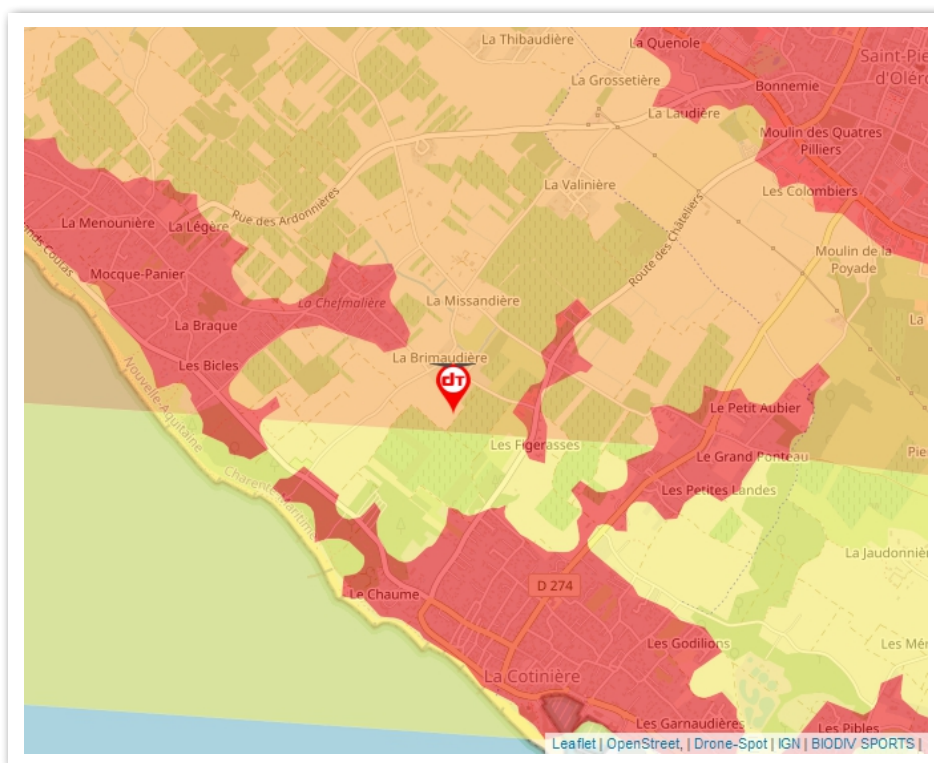 La Thibaudière
La Quenole
Saint-Pie
d'Oléro
La Grossetière
Bonnemie
La Laudière
Moulin des Quatres
Pilliers
La Valinière
Les Colombiers
Rue des Ardonnières
La Menounière
La Légère
Route des Châteliers
Moulin de la
Poyade
Mocque-Panier
La Chefmalière
La Missandière
La Braque
La
La Brimaudière
Les Bicles
dT
Nouvelle-Aquitaine
Le Petit Aubier
Les Figerasses
Le Grand Ponteau
Pie
Charente-Maritime
Les Petites Landes
La Jaudonniè
D 274
Le Chaume
Les Godilions
Les Mér
La Cotinière
Les Garnaudières
Les Pibles
Leaflet | OpenStreet, | Drone-Spot | IGN | BIODIV SPORTS |